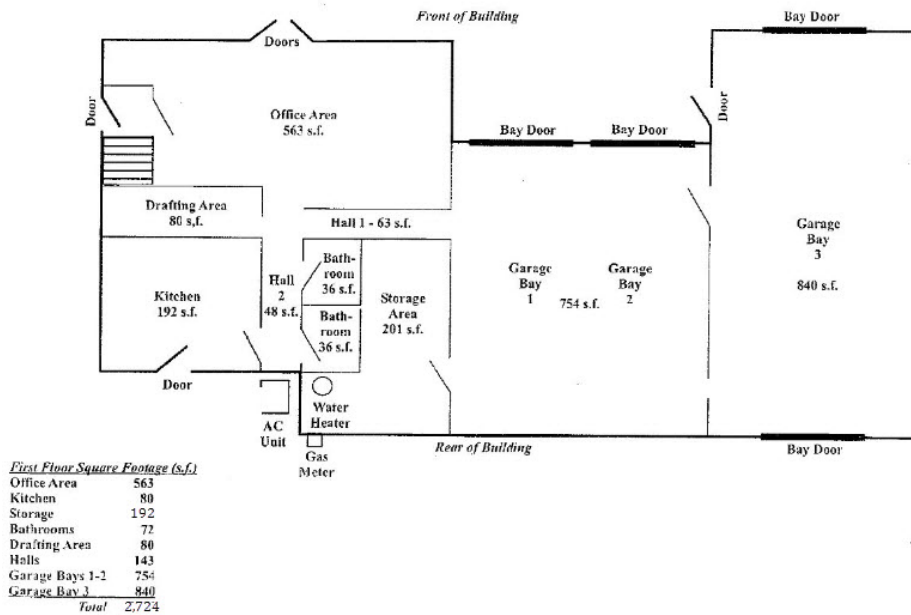 Front of Building
Bay Door
Doors
Door
Door
Office Area
563 s.f.
Bay Door
Bay Door
Drafting Area
80 s.f.
Hall 1 - 63 s.f.
Garage
Bay
3
840 s.f.
Kitchen
192 s.f.
Hall
2
48 s.f.
Bath-
room
36 s.f.
Bath-
room
36 s.f.
Storage
Area
201 s.f.
Garage
Bay
1
Garage
Bay
2
754 s.f.
Door
AC
Unit
Water
Heater
Gas
Meter
Rear of Building
Bay Door
First Floor Square Footage (s.f.)
Office Area 563
Kitchen 80
Storage 192
Bathrooms 72
Drafting Area 80
Halls 143
Garage Bays 1-2 754
Garage Bay 3 840
Total 2,724